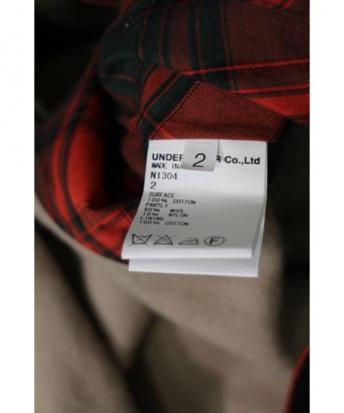 2
UNDER R Co.,Ltd
MADE IN
N1304
2
SURFACE
100% COTTON
PARTLY
90% WOOL
10% NYLON
LINING
100% COTTON
F